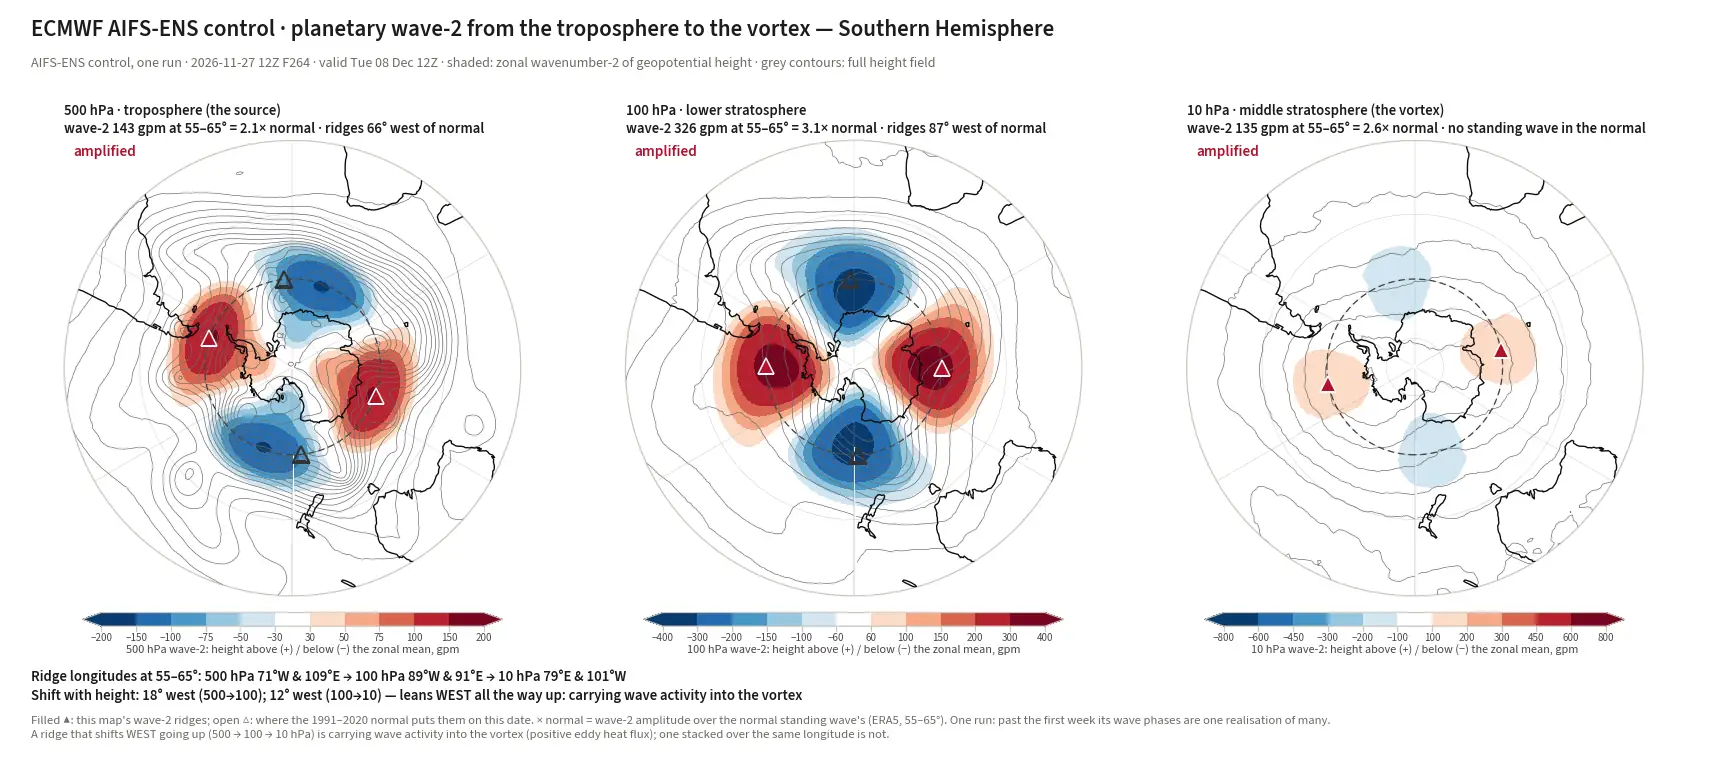 ECMWF AIFS-ENS control · planetary wave-2 from the troposphere to the vortex — Southern Hemisphere
AIFS-ENS control, one run · 2026-11-27 12Z F264 · valid Tue 08 Dec 12Z · shaded: zonal wavenumber-2 of geopotential height · grey contours: full height field
500 hPa · troposphere (the source)
wave-2 143 gpm at 55–65° = 2.1× normal · ridges 66° west of normal
amplified
100 hPa · lower stratosphere
wave-2 326 gpm at 55–65° = 3.1× normal · ridges 87° west of normal
amplified
10 hPa · middle stratosphere (the vortex)
wave-2 135 gpm at 55–65° = 2.6× normal · no standing wave in the normal
amplified
−200 −150 −100 −75 −50 −30 30 50 75 100 150 200
500 hPa wave-2: height above (+) / below (−) the zonal mean, gpm
−400 −300 −200 −150 −100 −60 60 100 150 200 300 400
100 hPa wave-2: height above (+) / below (−) the zonal mean, gpm
−800 −600 −450 −300 −200 −100 100 200 300 450 600 800
10 hPa wave-2: height above (+) / below (−) the zonal mean, gpm
Ridge longitudes at 55–65°: 500 hPa 71°W & 109°E → 100 hPa 89°W & 91°E → 10 hPa 79°E & 101°W
Shift with height: 18° west (500→100); 12° west (100→10) — leans WEST all the way up: carrying wave activity into the vortex
Filled ▲: this map's wave-2 ridges; open △: where the 1991–2020 normal puts them on this date. × normal = wave-2 amplitude over the normal standing wave's (ERA5, 55–65°). One run: past the first week its wave phases are one realisation of many.
A ridge that shifts WEST going up (500 → 100 → 10 hPa) is carrying wave activity into the vortex (positive eddy heat flux); one stacked over the same longitude is not.